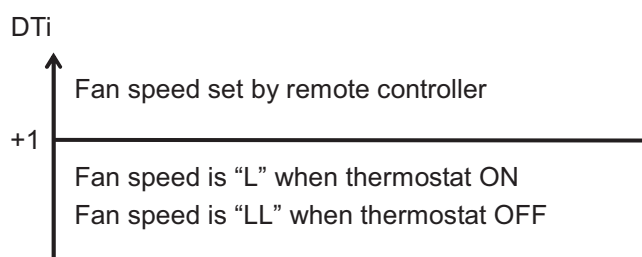 DTi
Fan speed set by remote controller
+1
Fan speed is “L” when thermostat ON
Fan speed is “LL” when thermostat OFF